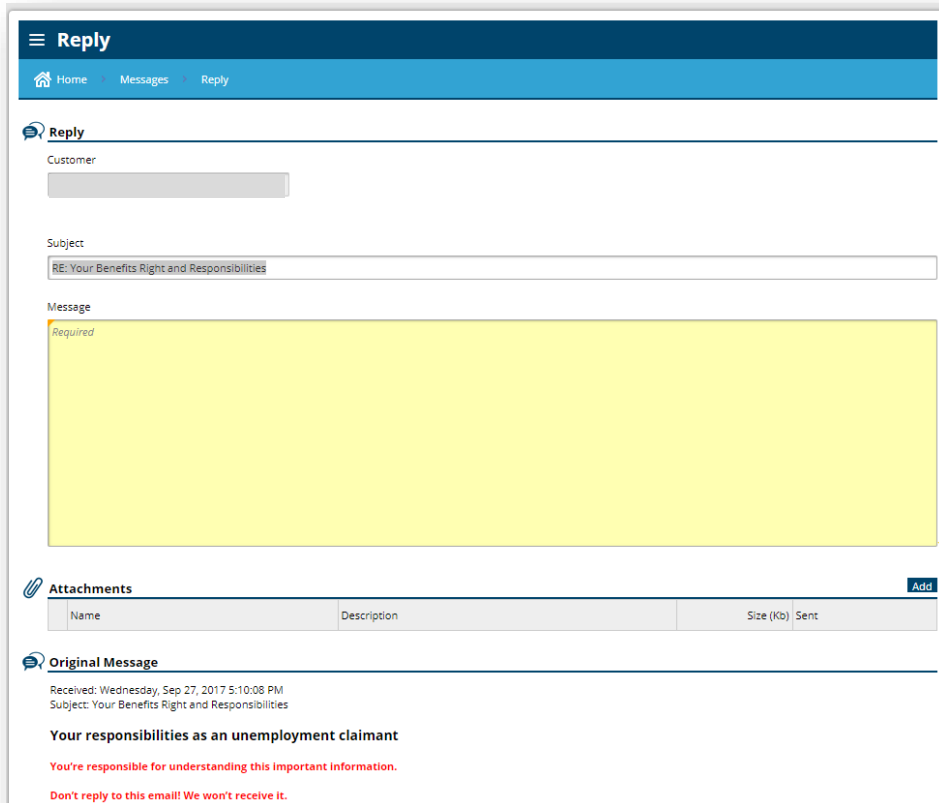 Reply
Home Messages Reply
Reply
Customer
Subject
RE: Your Benefits Right and Responsibilities
Message
Required
Attachments
Add
Name Description Size (Kb) Sent
Original Message
Received: Wednesday, Sep 27, 2017 5:10:08 PM
Subject: Your Benefits Right and Responsibilities
Your responsibilities as an unemployment claimant
You're responsible for understanding this important information.
Don't reply to this email! We won't receive it.